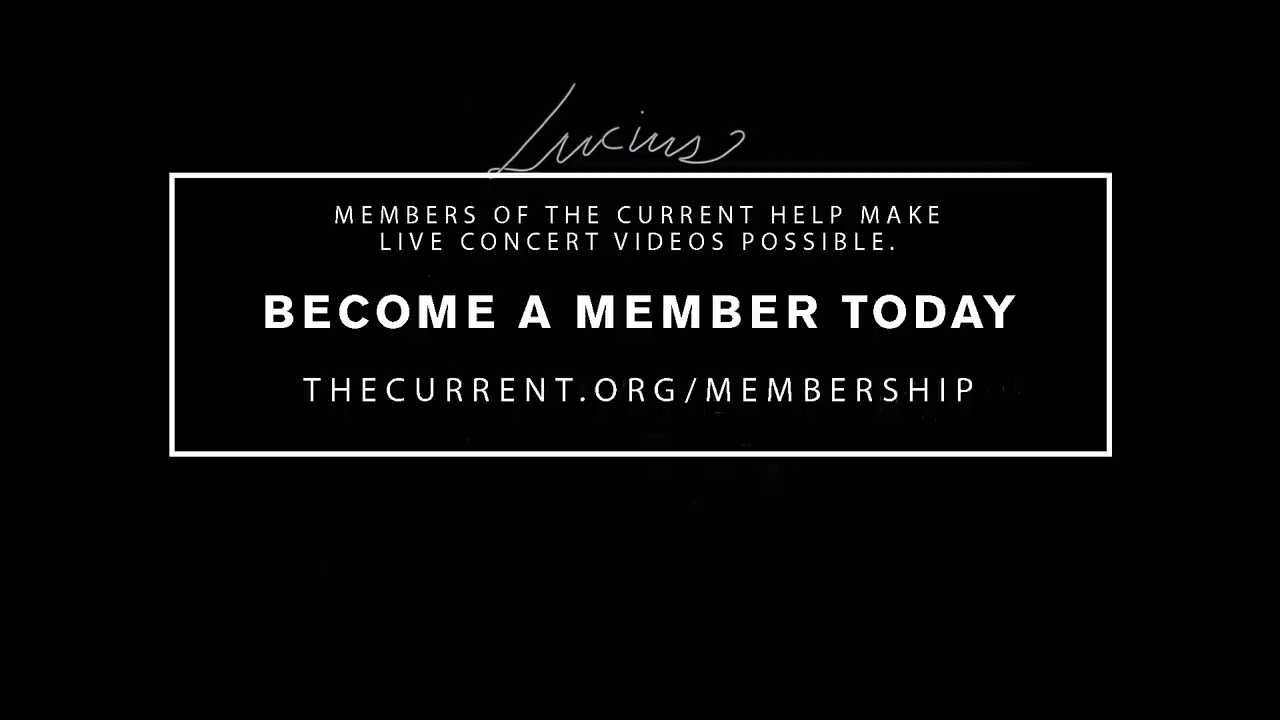 Lucius
MEMBERS OF THE CURRENT HELP MAKE
LIVE CONCERT VIDEOS POSSIBLE.
BECOME A MEMBER TODAY
THECURRENT.ORG/MEMBERSHIP